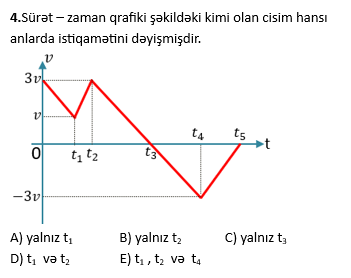 4.Sürət – zaman qrafiki şəkildəki kimi olan cisim hansı
anlarda istiqamətini dəyişmişdir.
v
3v
v
t₄ t₅
0 t₁ t₂ t₃ t
−3v
A) yalnız t₁ B) yalnız t₂ C) yalnız t₃
D) t₁ və t₂ E) t₁ , t₂ və t₄